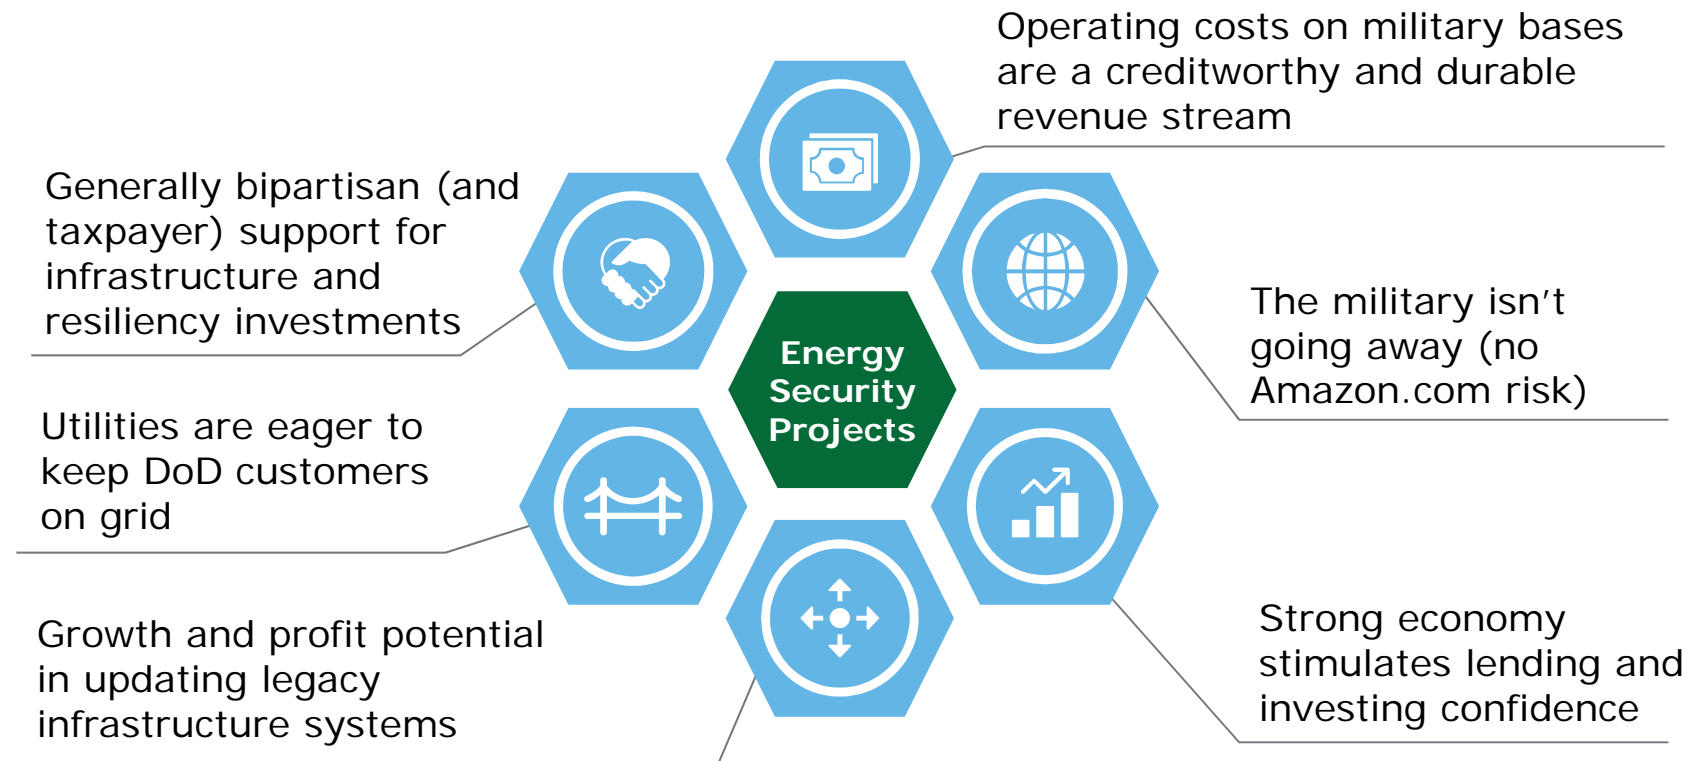 Operating costs on military bases
are a creditworthy and durable
revenue stream
Generally bipartisan (and
taxpayer) support for
infrastructure and
resiliency investments
The military isn’t
going away (no
Amazon.com risk)
Energy
Security
Projects
Utilities are eager to
keep DoD customers
on grid
Strong economy
stimulates lending and
investing confidence
Growth and profit potential
in updating legacy
infrastructure systems